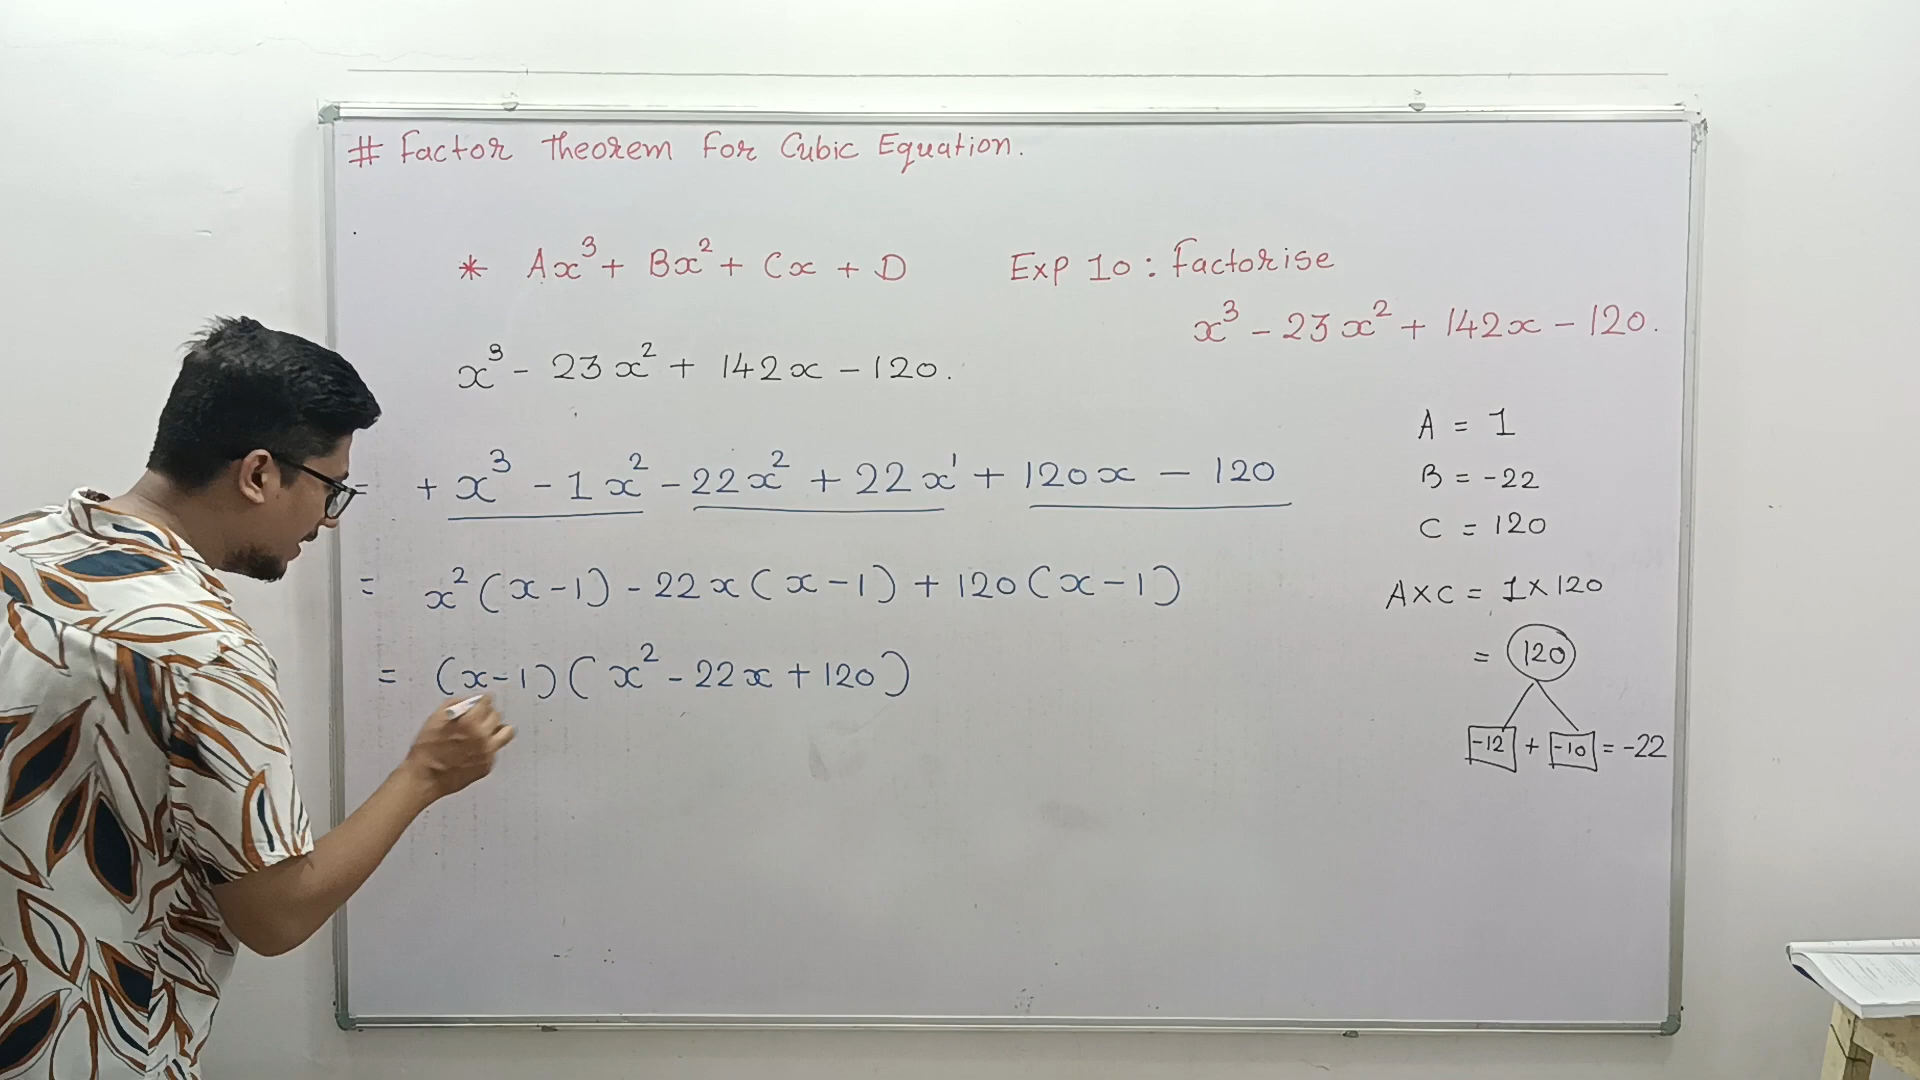 # Factor Theorem For Cubic Equation.
* Ax³ + Bx² + Cx + D
Exp 10 : Factorise
x³ - 23x² + 142x - 120.
x³ - 23x² + 142x - 120.
= + x³ - 1x² - 22x² + 22x¹ + 120x - 120
= x²(x-1) - 22x(x-1) + 120(x-1)
= (x-1)(x² - 22x + 120)
A = 1
B = -22
C = 120
A×C = 1×120
= 120
-12 + -10 = -22